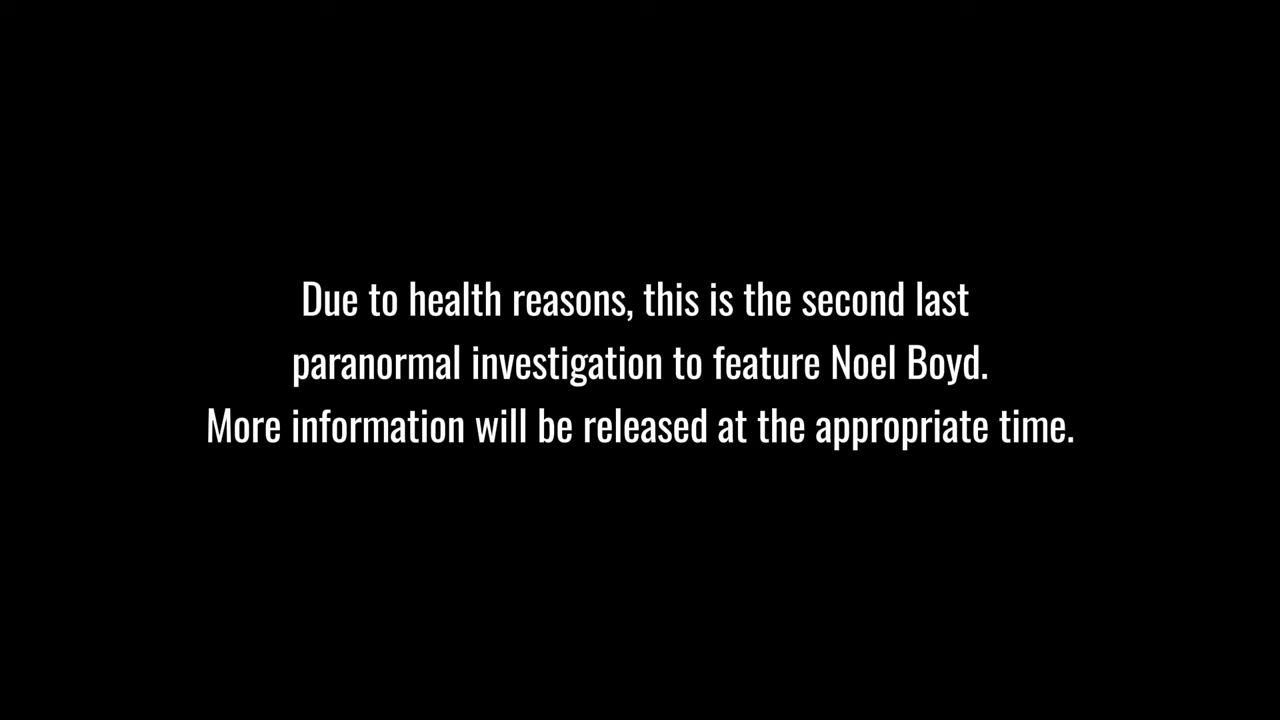 Due to health reasons, this is the second last
paranormal investigation to feature Noel Boyd.
More information will be released at the appropriate time.